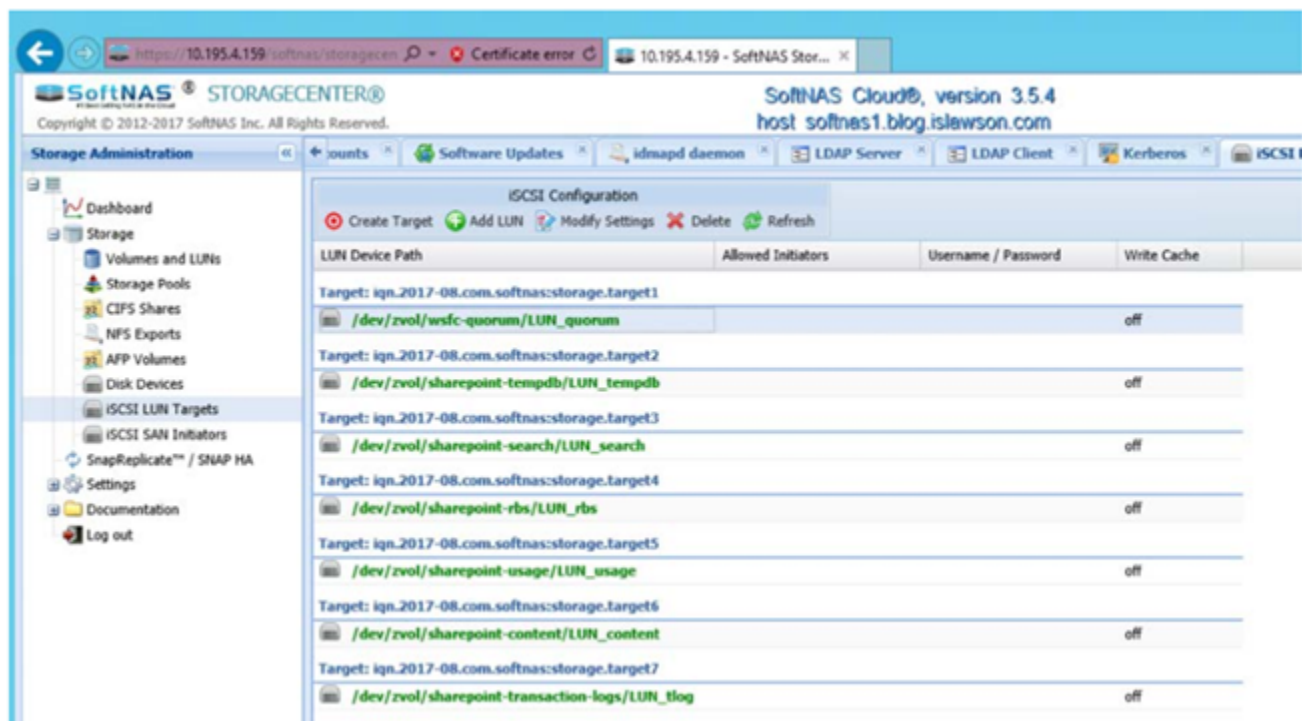 https://10.195.4.159/softnas/storagecen
Certificate error
10.195.4.159 - SoftNAS Stor...
SoftNAS ® STORAGECENTER®
Copyright © 2012-2017 SoftNAS Inc. All Rights Reserved.
SoftNAS Cloud®, version 3.5.4
host softnas1.blog.islawson.com
Storage Administration
ounts
Software Updates
idmapd daemon
LDAP Server
LDAP Client
Kerberos
iSCSI
Dashboard
Storage
Volumes and LUNs
Storage Pools
CIFS Shares
NFS Exports
AFP Volumes
Disk Devices
iSCSI LUN Targets
iSCSI SAN Initiators
SnapReplicate™ / SNAP HA
Settings
Documentation
Log out
iSCSI Configuration
Create Target Add LUN Modify Settings Delete Refresh
LUN Device Path Allowed Initiators Username / Password Write Cache
Target: iqn.2017-08.com.softnas:storage.target1
/dev/zvol/wsfc-quorum/LUN_quorum off
Target: iqn.2017-08.com.softnas:storage.target2
/dev/zvol/sharepoint-tempdb/LUN_tempdb off
Target: iqn.2017-08.com.softnas:storage.target3
/dev/zvol/sharepoint-search/LUN_search off
Target: iqn.2017-08.com.softnas:storage.target4
/dev/zvol/sharepoint-rbs/LUN_rbs off
Target: iqn.2017-08.com.softnas:storage.target5
/dev/zvol/sharepoint-usage/LUN_usage off
Target: iqn.2017-08.com.softnas:storage.target6
/dev/zvol/sharepoint-content/LUN_content off
Target: iqn.2017-08.com.softnas:storage.target7
/dev/zvol/sharepoint-transaction-logs/LUN_tlog off